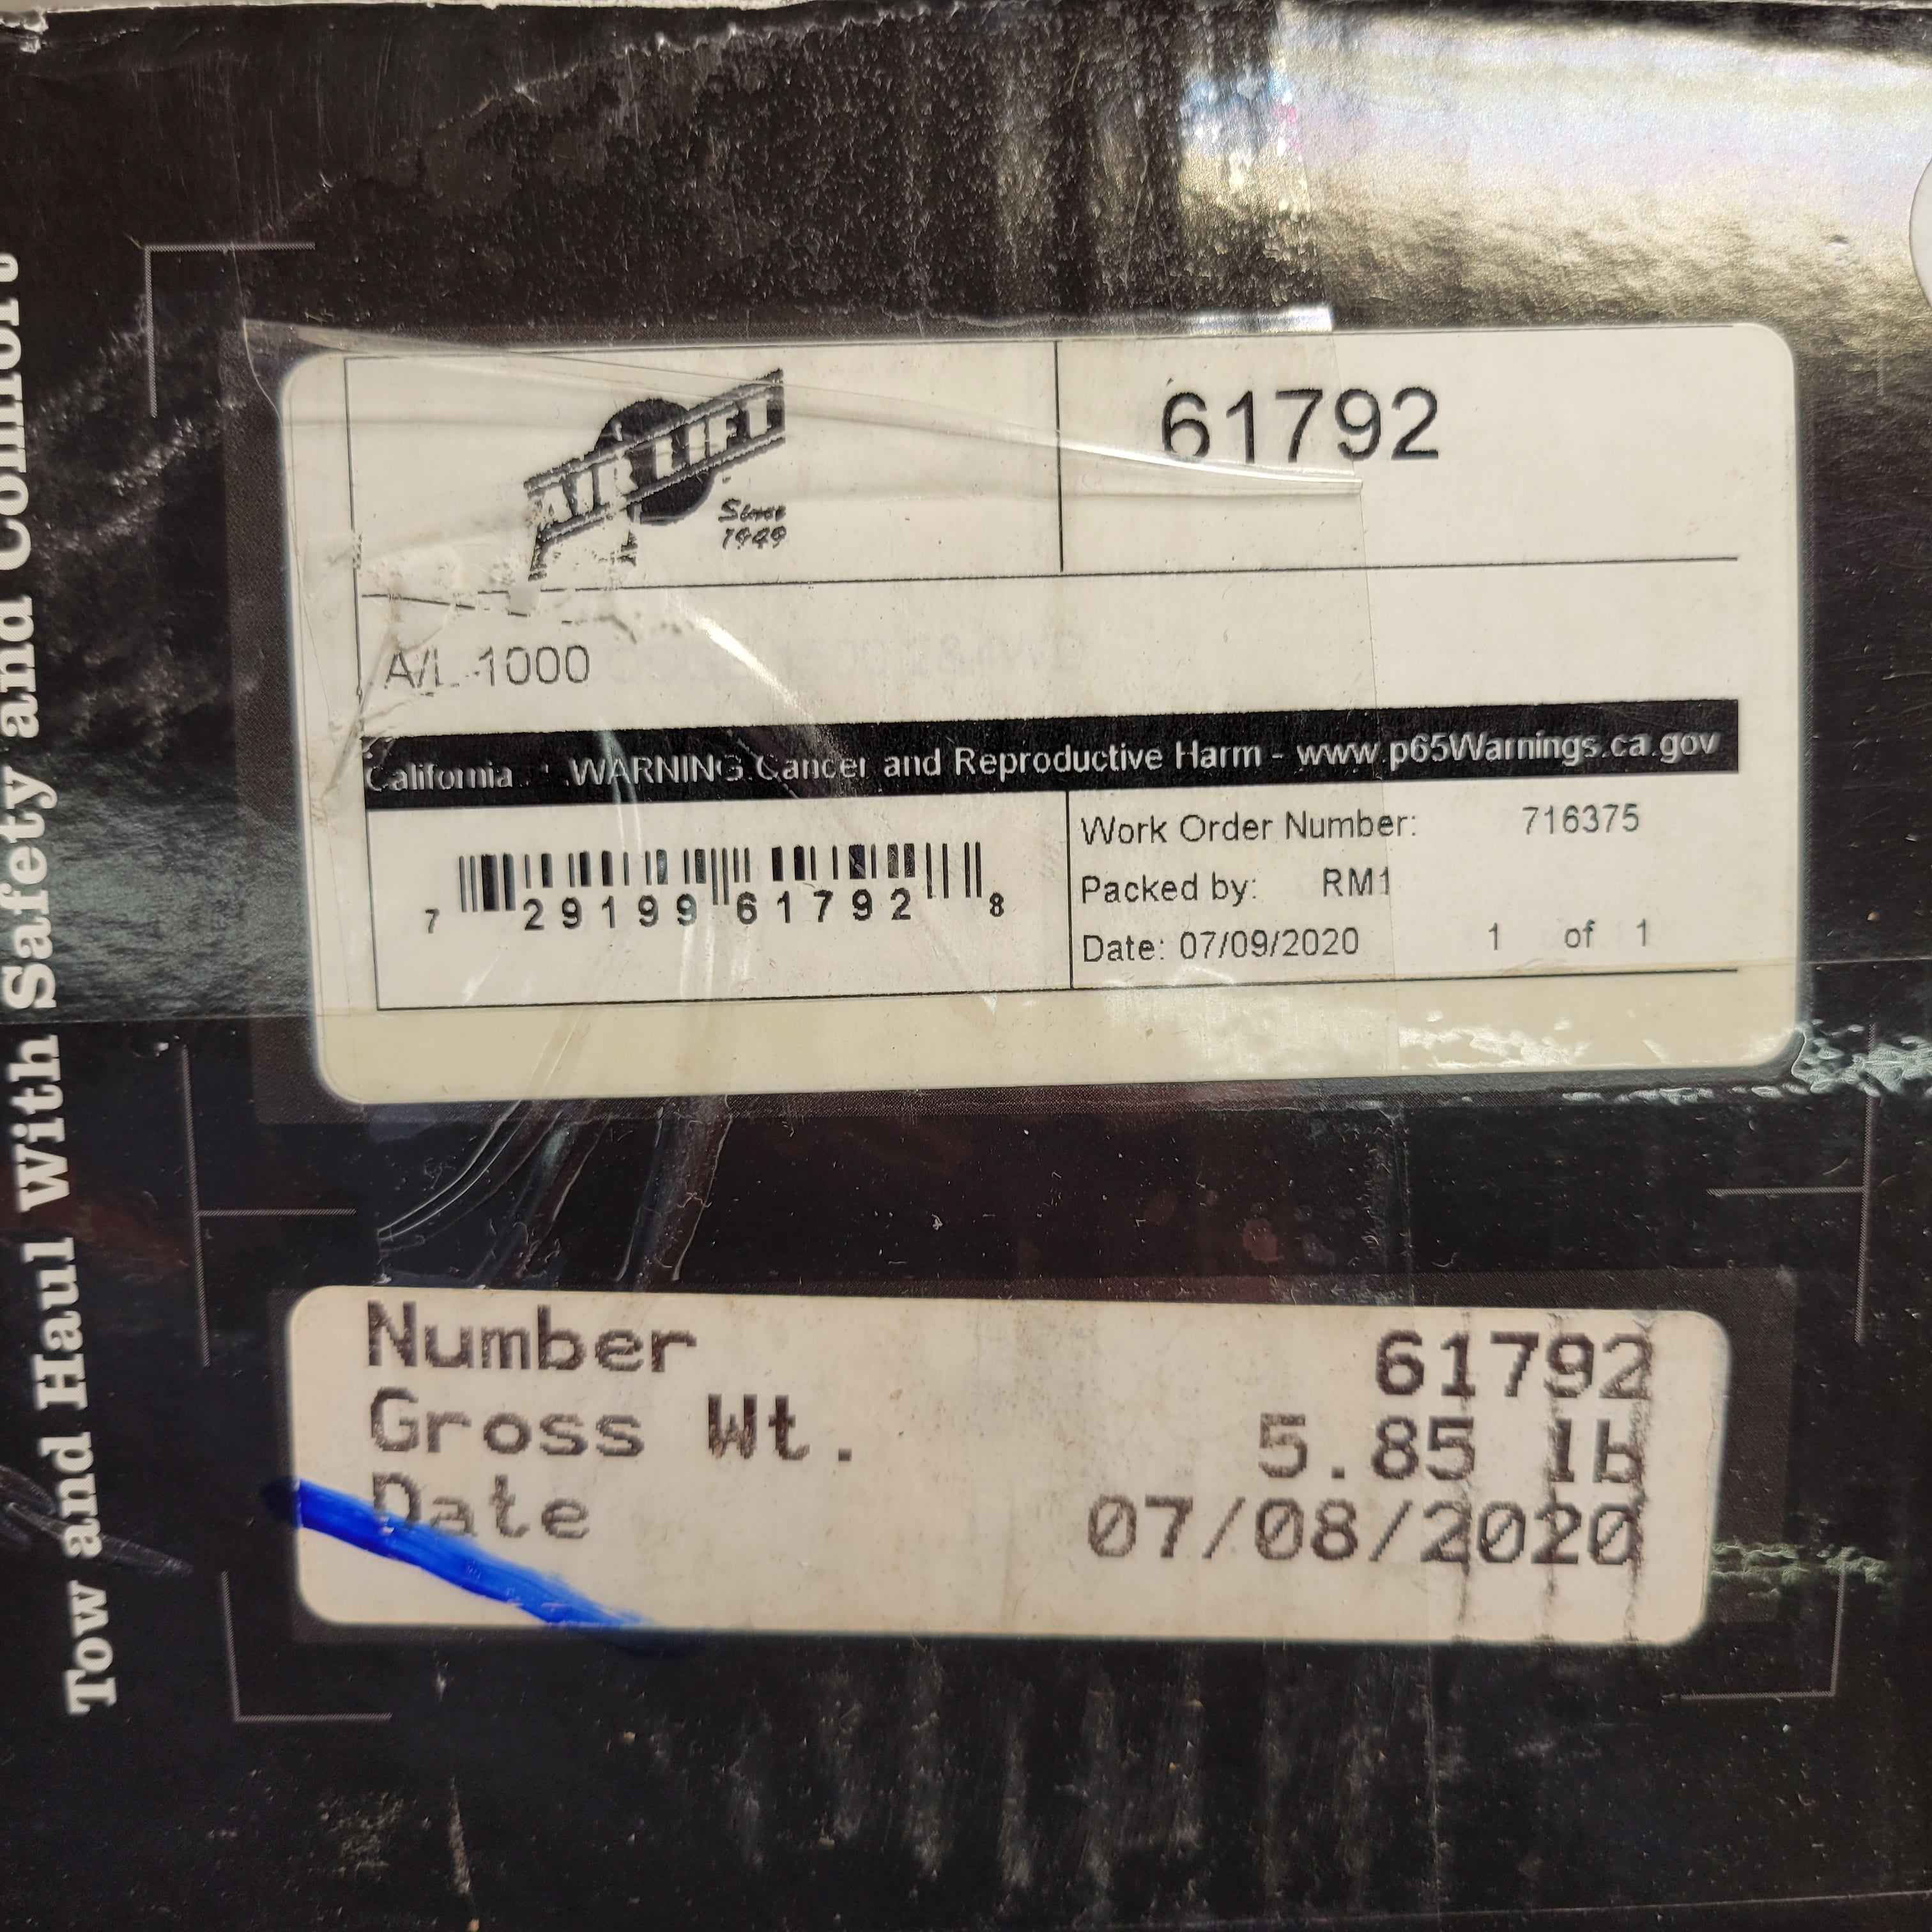 Tow and Haul With Safety and Comfort
AIR LIFT
Since
1949
61792
A/L 1000
California WARNING Cancer and Reproductive Harm - www.p65Warnings.ca.gov
7 29199 61792 8
Work Order Number: 716375
Packed by: RM1
Date: 07/09/2020 1 of 1
Number 61792
Gross Wt. 5.85 lb
Date 07/08/2020